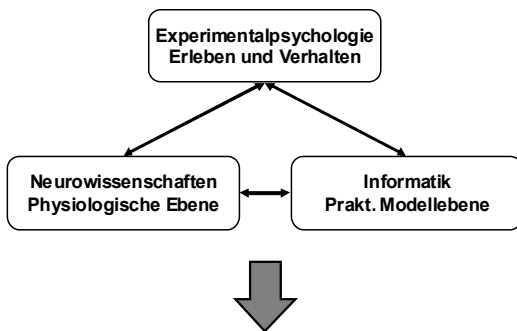 Experimentalpsychologie
Erleben und Verhalten
Neurowissenschaften
Physiologische Ebene
Informatik
Prakt. Modellebene